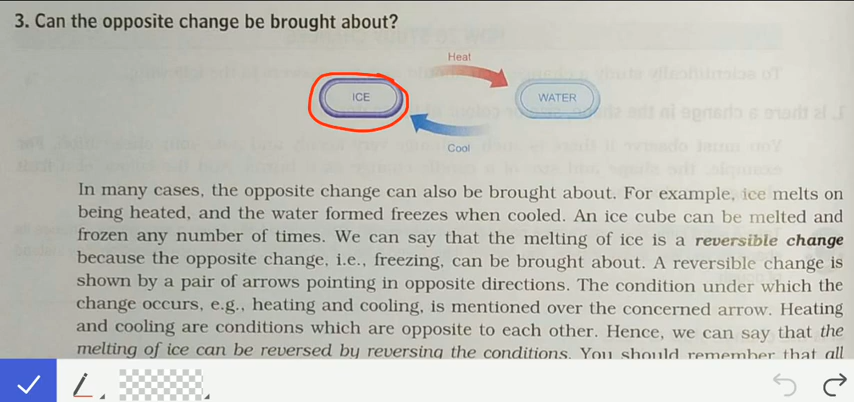 3. Can the opposite change be brought about?
Heat
ICE
WATER
Cool
In many cases, the opposite change can also be brought about. For example, ice melts on
being heated, and the water formed freezes when cooled. An ice cube can be melted and
frozen any number of times. We can say that the melting of ice is a reversible change
because the opposite change, i.e., freezing, can be brought about. A reversible change is
shown by a pair of arrows pointing in opposite directions. The condition under which the
change occurs, e.g., heating and cooling, is mentioned over the concerned arrow. Heating
and cooling are conditions which are opposite to each other. Hence, we can say that the
melting of ice can be reversed by reversing the conditions. You should remember that all